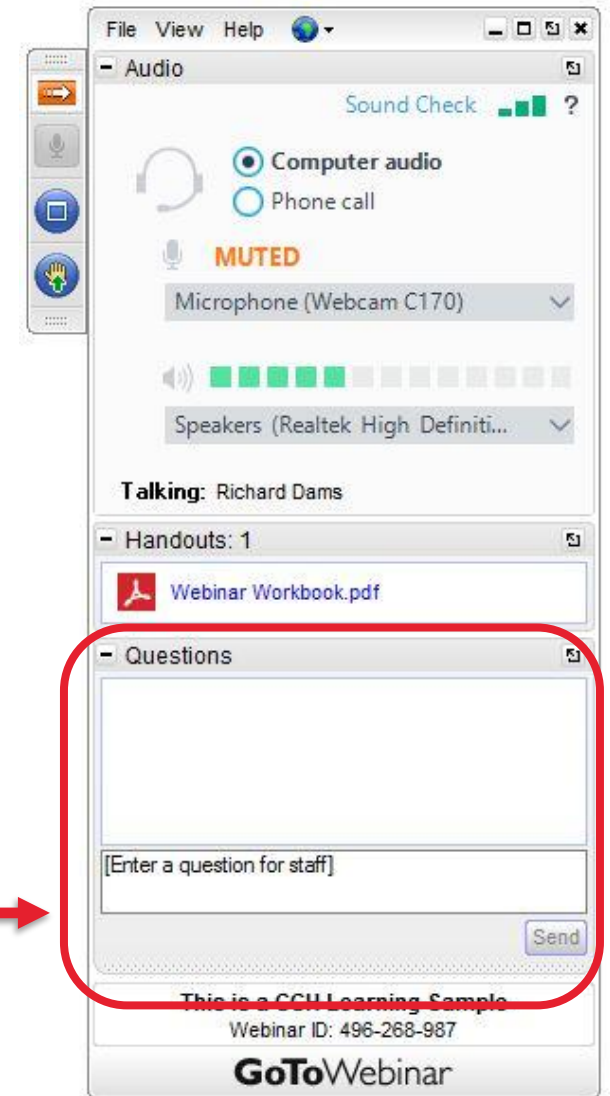 File View Help
Audio
Sound Check ?
Computer audio
Phone call
MUTED
Microphone (Webcam C170)
Speakers (Realtek High Definiti...
Talking: Richard Dams
Handouts: 1
Webinar Workbook.pdf
Questions
[Enter a question for staff]
Send
This is a CCH Learning Sample
Webinar ID: 496-268-987
GoToWebinar